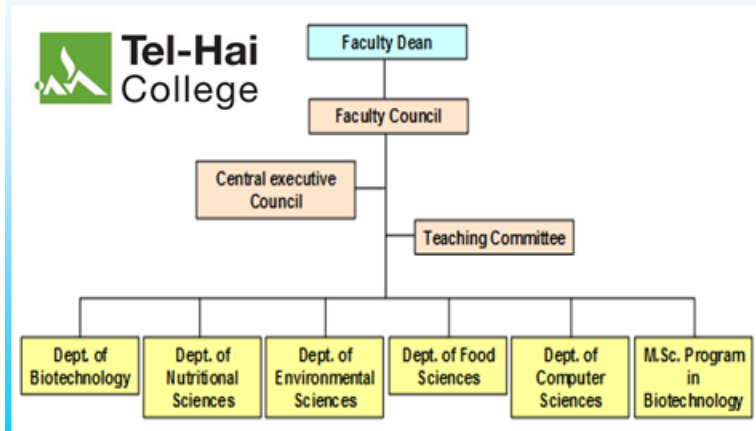 Tel-Hai
College
Faculty Dean
Faculty Council
Central executive
Council
Teaching Committee
Dept. of
Biotechnology
Dept. of
Nutritional
Sciences
Dept. of
Environmental
Sciences
Dept. of Food
Sciences
Dept. of
Computer
Sciences
M.Sc. Program
in
Biotechnology